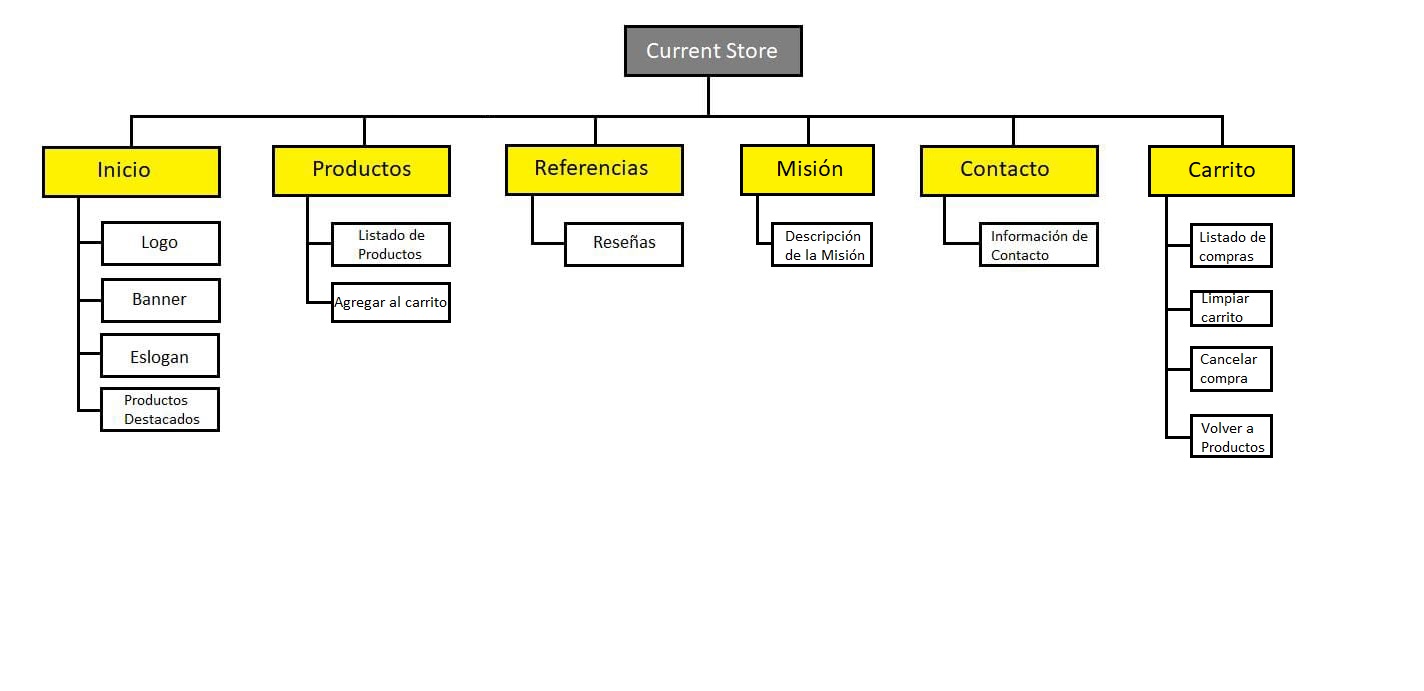 Current Store
Inicio
Productos
Referencias
Misión
Contacto
Carrito
Logo
Banner
Eslogan
Productos
Destacados
Listado de
Productos
Agregar al carrito
Reseñas
Descripción
de la Misión
Información de
Contacto
Listado de
compras
Limpiar
carrito
Cancelar
compra
Volver a
Productos